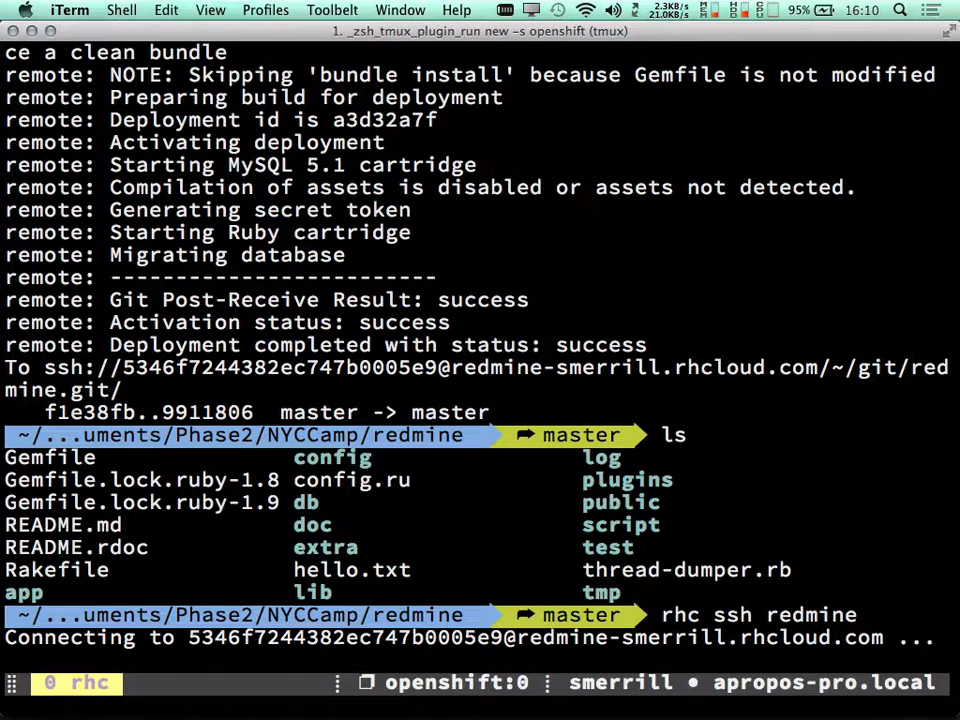 iTerm Shell Edit View Profiles Toolbelt Window Help 2.3KB/s 21.0KB/s 95% 16:10
1. _zsh_tmux_plugin_run new -s openshift (tmux)
ce a clean bundle
remote: NOTE: Skipping 'bundle install' because Gemfile is not modified
remote: Preparing build for deployment
remote: Deployment id is a3d32a7f
remote: Activating deployment
remote: Starting MySQL 5.1 cartridge
remote: Compilation of assets is disabled or assets not detected.
remote: Generating secret token
remote: Starting Ruby cartridge
remote: Migrating database
remote: -------------------------
remote: Git Post-Receive Result: success
remote: Activation status: success
remote: Deployment completed with status: success
To ssh://5346f7244382ec747b0005e9@redmine-smerrill.rhcloud.com/~/git/red
mine.git/
f1e38fb..9911806 master -> master
~/...uments/Phase2/NYCCamp/redmine master ls
Gemfile config log
Gemfile.lock.ruby-1.8 config.ru plugins
Gemfile.lock.ruby-1.9 db public
README.md doc script
README.rdoc extra test
Rakefile hello.txt thread-dumper.rb
app lib tmp
~/...uments/Phase2/NYCCamp/redmine master rhc ssh redmine
Connecting to 5346f7244382ec747b0005e9@redmine-smerrill.rhcloud.com ...
0 rhc openshift:0 smerrill • apropos-pro.local